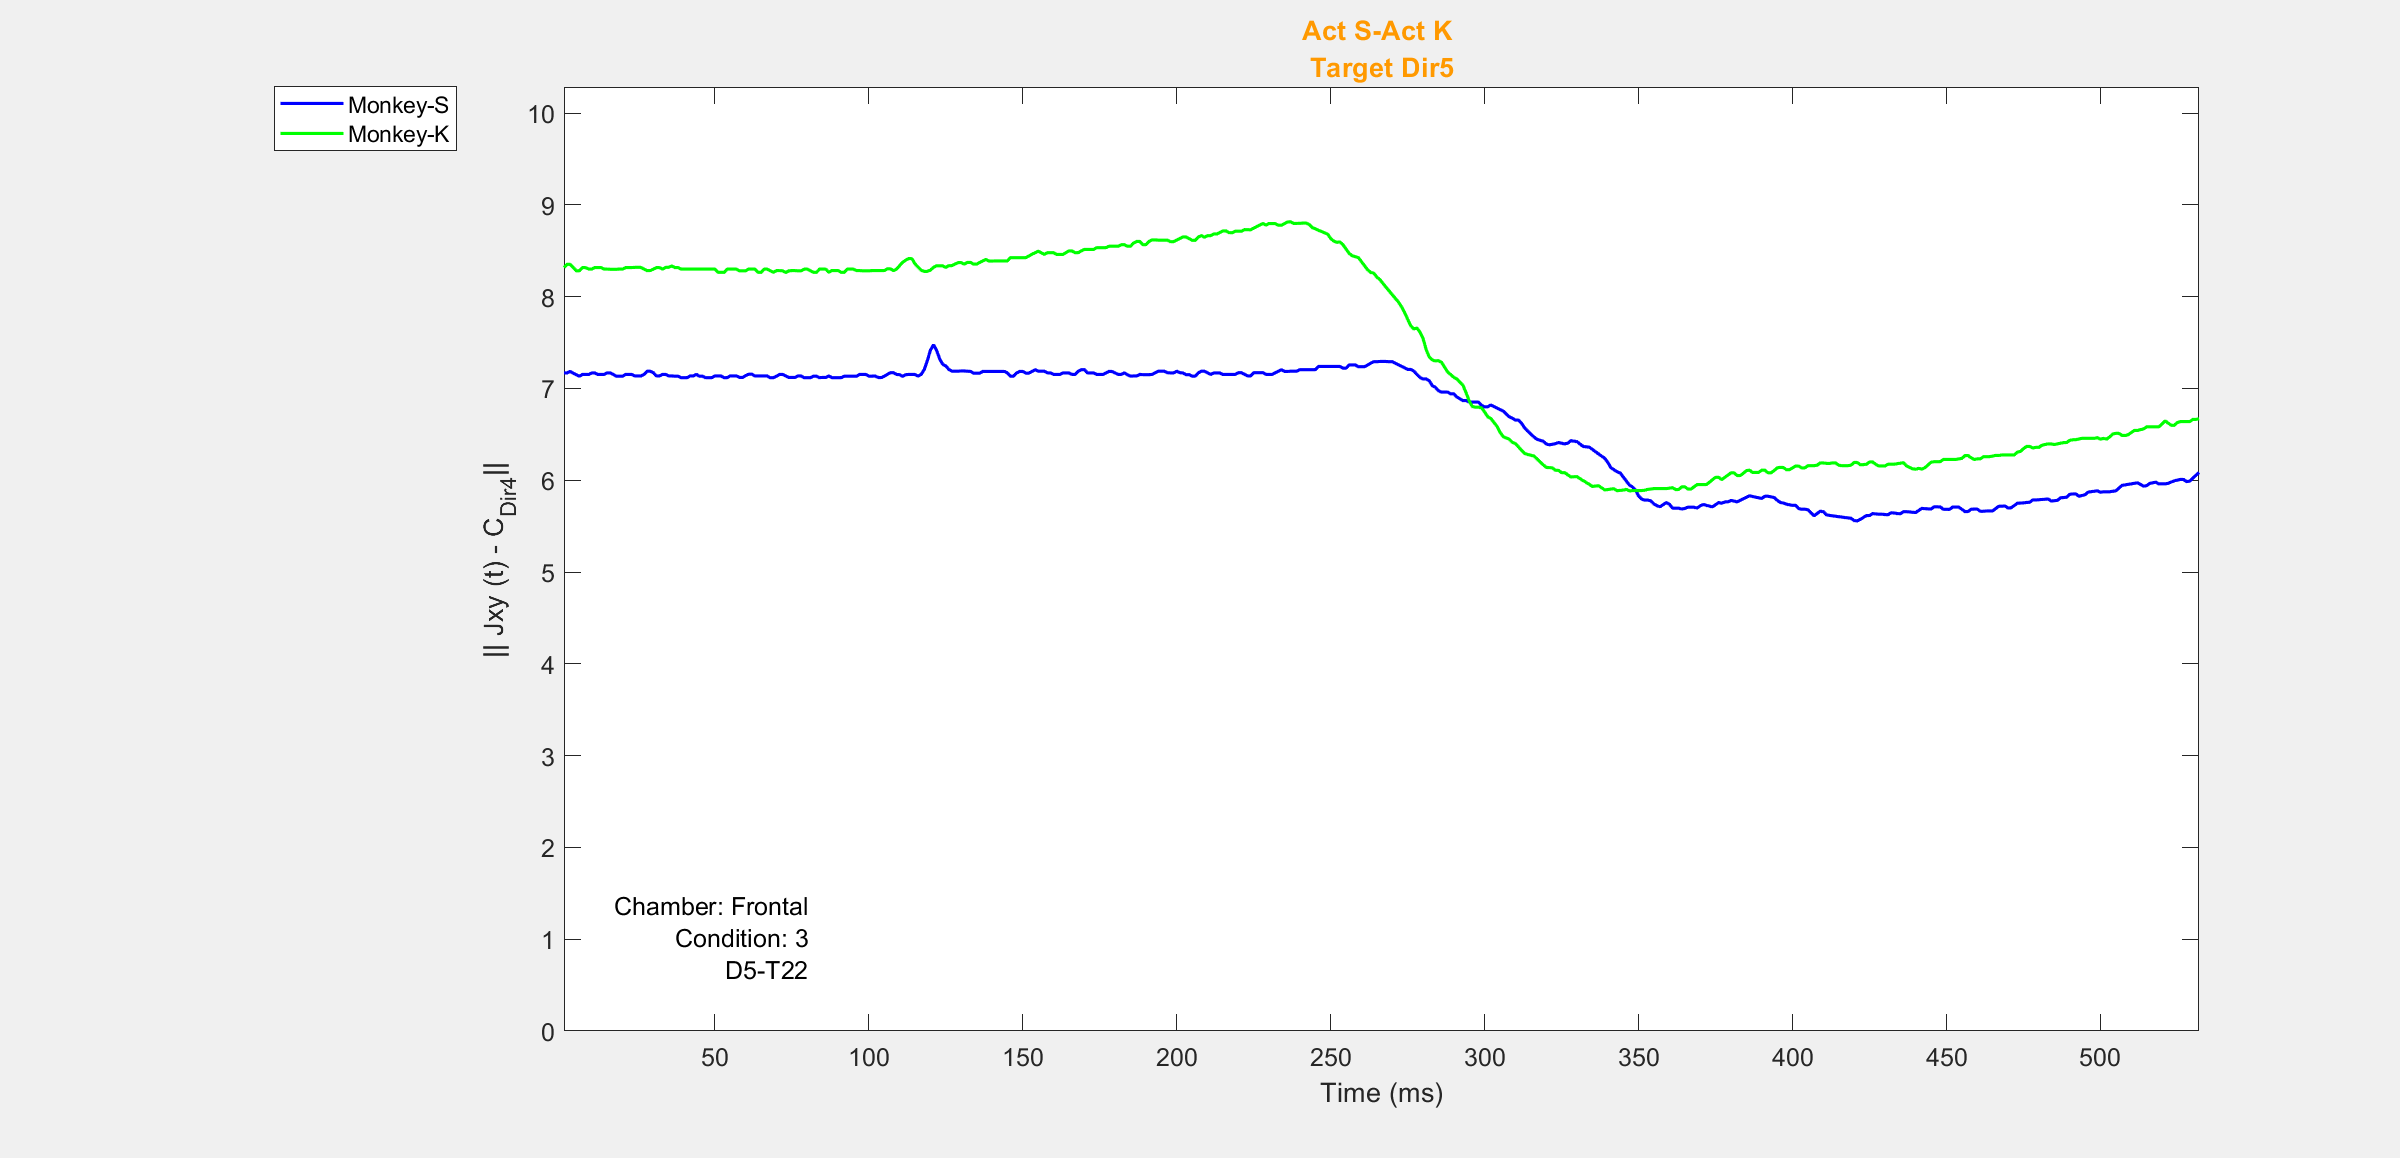 Act S-Act K
Target Dir5
Monkey-S
Monkey-K
10
9
8
7
6
5
4
3
2
1
0
|| Jxy (t) - C_Dir4||
Chamber: Frontal
Condition: 3
D5-T22
50 100 150 200 250 300 350 400 450 500
Time (ms)